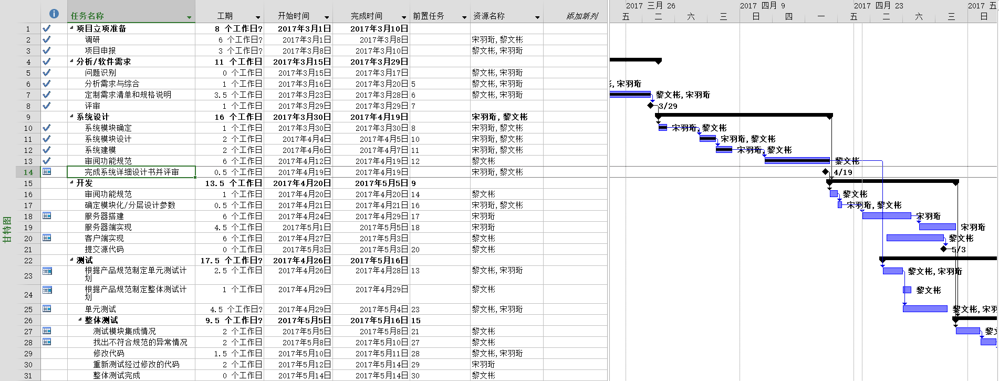 2017 三月 26 2017 四月 9 2017 四月 23 2017 五
任务名称 工期 开始时间 完成时间 前置任务 资源名称 添加新列 五 二 六 三 日 四 一 五 二 六 三 日
1 项目立项准备 8 个工作日? 2017年3月1日 2017年3月10日
2 调研 6 个工作日? 2017年3月1日 2017年3月8日 宋羽珩,黎文彬
3 项目申报 3 个工作日? 2017年3月8日 2017年3月10日 黎文彬,宋羽珩
4 分析/软件需求 11 个工作日 2017年3月15日 2017年3月29日
5 问题识别 0 个工作日 2017年3月15日 2017年3月17日 黎文彬,宋羽珩
6 分析需求与综合 1 个工作日 2017年3月16日 2017年3月20日 5 黎文彬,宋羽珩 ,宋羽珩
7 定制需求清单和规格说明 3.5 个工作日 2017年3月23日 2017年3月28日 6 黎文彬,宋羽珩 黎文彬,宋羽珩
8 评审 1 个工作日 2017年3月29日 2017年3月29日 7 3/29
9 系统设计 16 个工作日 2017年3月30日 2017年4月19日 宋羽珩,黎文彬
10 系统模块确定 1 个工作日 2017年3月30日 2017年3月30日 8 宋羽珩,黎文彬 宋羽珩,黎文彬
11 系统模块设计 2 个工作日 2017年4月4日 2017年4月5日 10 宋羽珩,黎文彬 宋羽珩,黎文彬
12 系统建模 2 个工作日 2017年4月6日 2017年4月7日 11 宋羽珩,黎文彬 宋羽珩,黎文彬
13 审阅功能规范 6 个工作日 2017年4月12日 2017年4月19日 12 黎文彬 黎文彬
14 完成系统详细设计书并评审 0.5 个工作日 2017年4月19日 2017年4月19日 宋羽珩,黎文彬 4/19
15 开发 13.5 个工作日 2017年4月20日 2017年5月5日 9
16 审阅功能规范 1 个工作日 2017年4月20日 2017年4月20日 14 黎文彬 黎文彬
17 确定模块化/分层设计参数 0.5 个工作日 2017年4月21日 2017年4月21日 16 宋羽珩,黎文彬 宋羽珩,黎文彬
18 服务器搭建 6 个工作日 2017年4月24日 2017年4月29日 17 宋羽珩 宋羽珩
19 服务器端实现 4.5 个工作日 2017年5月1日 2017年5月5日 18 宋羽珩 宋羽珩
20 客户端实现 6 个工作日 2017年4月27日 2017年5月3日 黎文彬 黎文彬
21 提交源代码 0 个工作日 2017年5月3日 2017年5月3日 20 黎文彬 5/3
甘特图
22 测试 17.5 个工作日? 2017年4月26日 2017年5月16日
23 根据产品规范制定单元测试计 2.5 个工作日 2017年4月26日 2017年4月28日 13 黎文彬,宋羽珩 黎文彬,宋羽珩
划
24 根据产品规范制定整体测试计 1 个工作日 2017年4月29日 2017年4月29日 黎文彬 黎文彬
划
25 单元测试 4.5 个工作日? 2017年4月29日 2017年5月4日 23 黎文彬,宋羽珩 黎文彬,宋羽
26 整体测试 9.5 个工作日? 2017年5月5日 2017年5月16日 15
27 测试模块集成情况 2 个工作日 2017年5月5日 2017年5月8日 21 黎文彬 黎文
28 找出不符合规范的异常情况 2 个工作日 2017年5月8日 2017年5月10日 27 黎文彬
29 修改代码 1.5 个工作日 2017年5月10日 2017年5月11日 28 黎文彬,宋羽珩
30 重新测试经过修改的代码 2 个工作日 2017年5月12日 2017年5月14日 29 宋羽珩
31 整体测试完成 0 个工作日 2017年5月14日 2017年5月14日 30 黎文彬